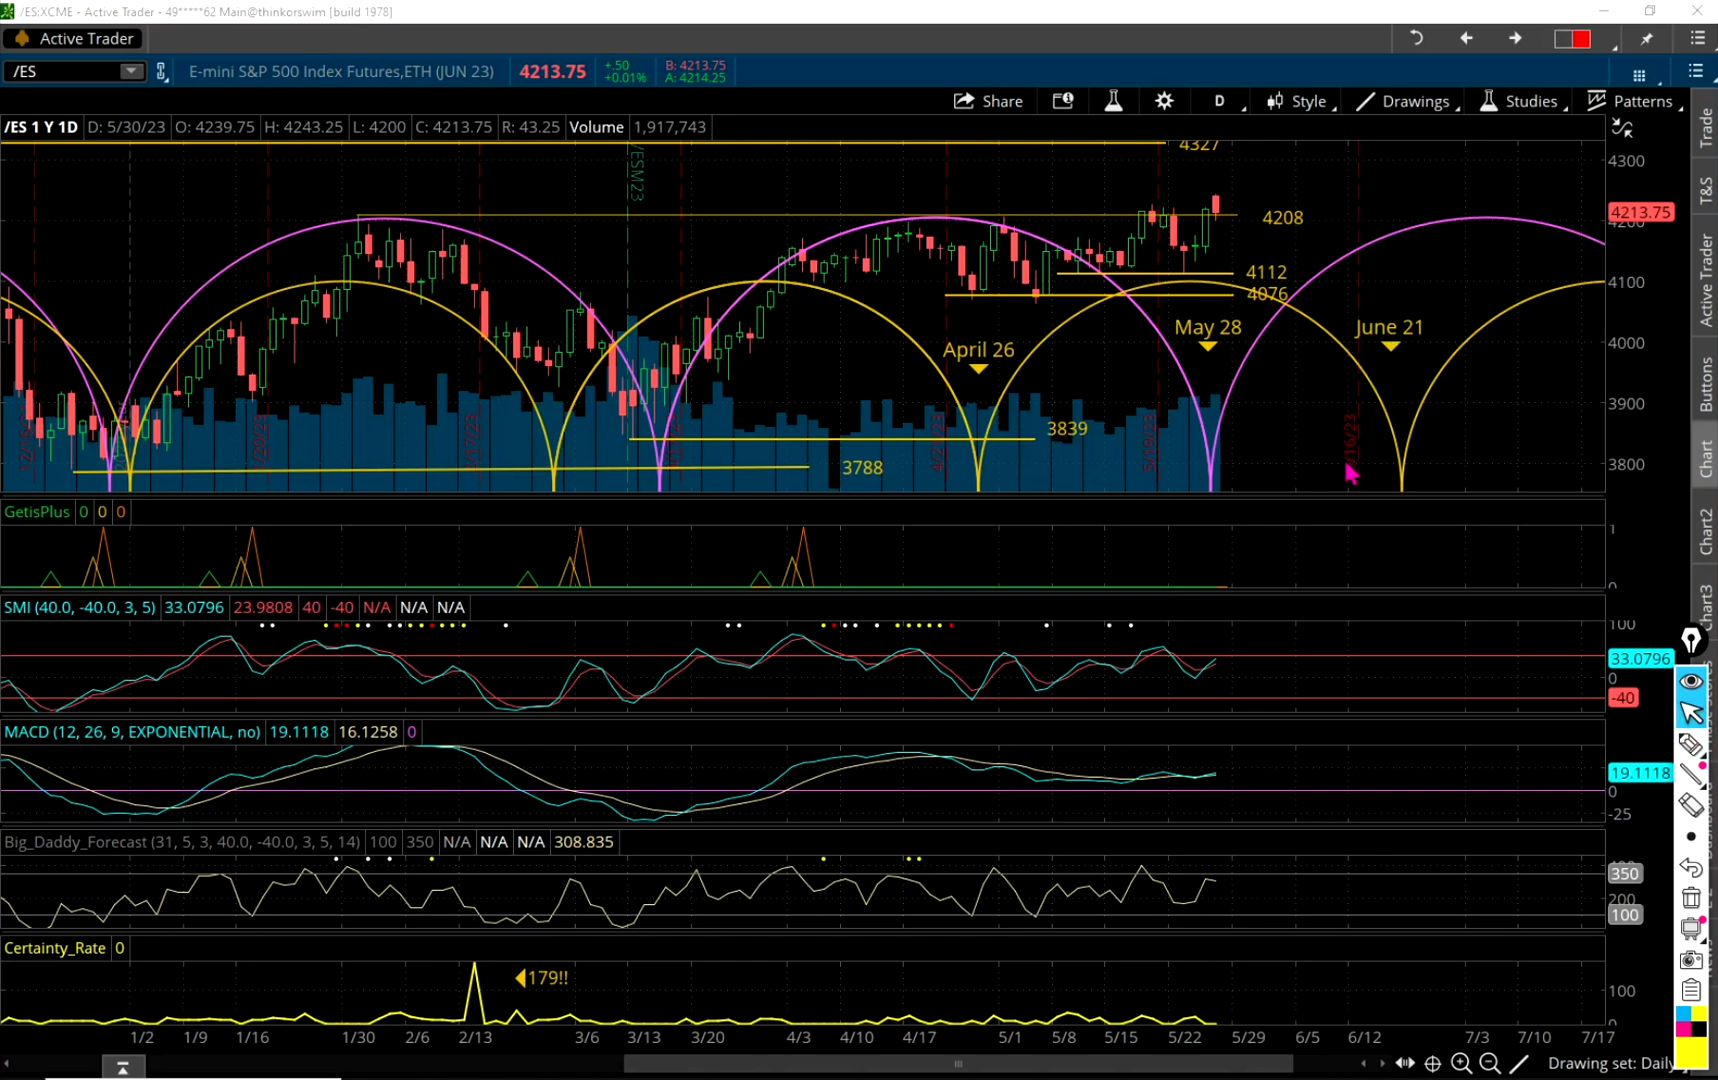 /ES:XCME - Active Trader - 49*****62 Main@thinkorswim [build 1978]
Active Trader
/ES E-mini S&P 500 Index Futures,ETH (JUN 23) 4213.75 +.50 +0.01% B: 4213.75 A: 4214.25
Share D Style Drawings Studies Patterns
/ES 1 Y 1D D: 5/30/23 O: 4239.75 H: 4243.25 L: 4200 C: 4213.75 R: 43.25 Volume 1,917,743
4327
/ESM23
4300
4208
4213.75
4200
4112
4100
4076
May 28
June 21
April 26
4000
3900
3839
3788
3800
1/20/23
5/19/23
GetisPlus 0 0 0
1
0
SMI (40.0, -40.0, 3, 5) 33.0796 23.9808 40 -40 N/A N/A N/A
100
33.0796
0
-40
MACD (12, 26, 9, EXPONENTIAL, no) 19.1118 16.1258 0
19.1118
0
-25
Big_Daddy_Forecast (31, 5, 3, 40.0, -40.0, 3, 5, 14) 100 350 N/A N/A N/A 308.835
350
200
100
Certainty_Rate 0
179!!
100
0
1/2 1/9 1/16 1/30 2/6 2/13 3/6 3/13 3/20 4/3 4/10 4/17 5/1 5/8 5/15 5/22 5/29 6/5 6/12 7/3 7/10 7/17
Drawing set: Daily
Trade
T&S
Active Trader
Buttons
Chart
Chart2
Chart3